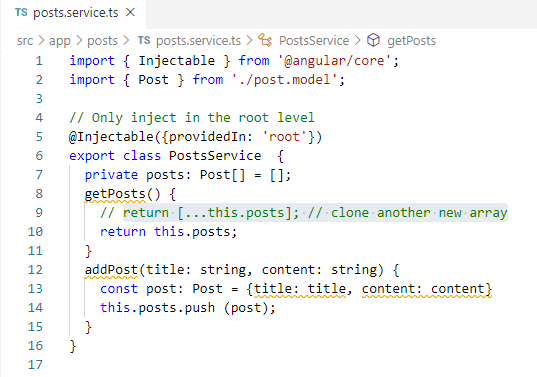 TS posts.service.ts ×
src > app > posts > TS posts.service.ts > PostsService > getPosts
1 import { Injectable } from '@angular/core';
2 import { Post } from './post.model';
3
4 // Only inject in the root level
5 @Injectable({providedIn: 'root'})
6 export class PostsService  {
7   private posts: Post[] = [];
8   getPosts() {
9     // return [...this.posts]; // clone another new array
10     return this.posts;
11   }
12   addPost(title: string, content: string) {
13     const post: Post = {title: title, content: content}
14     this.posts.push (post);
15   }
16 }
17